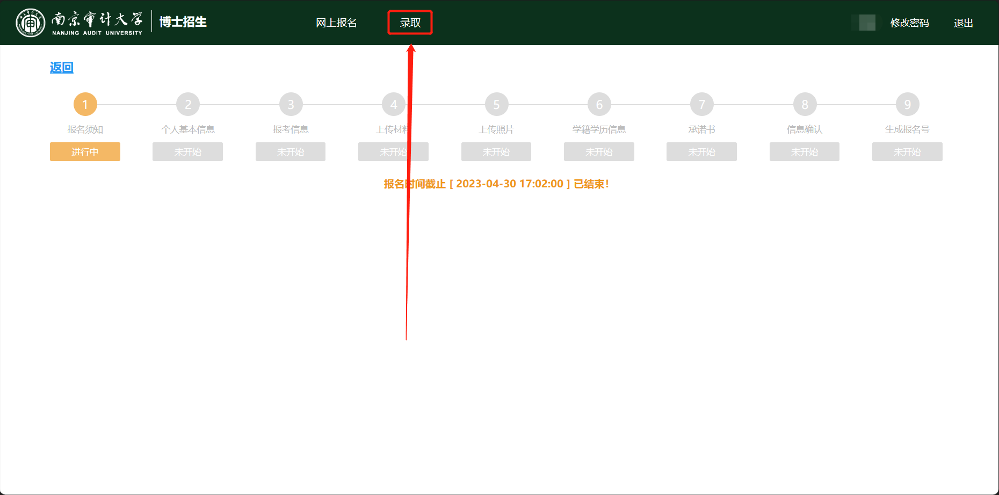 南京审计大学
NANJING AUDIT UNIVERSITY
博士招生
网上报名
录取
修改密码
退出
返回
1 2 3 4 5 6 7 8 9
报名须知 个人基本信息 报考信息 上传材料 上传照片 学籍学历信息 承诺书 信息确认 生成报名号
进行中 未开始 未开始 未开始 未开始 未开始 未开始 未开始 未开始
报名时间截止 [ 2023-04-30 17:02:00 ] 已结束！